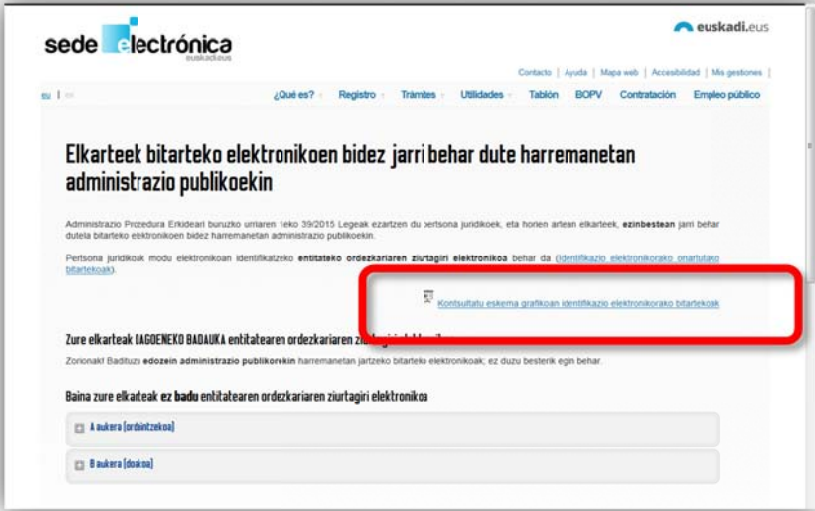 sede electrónica
euskadi.eus
euskadi.eus
Contacto | Ayuda | Mapa web | Accesibilidad | Mis gestiones |
eu | es
¿Qué es? Registro Trámites Utilidades Tablón BOPV Contratación Empleo público
Elkarteek bitarteko elektronikoen bidez jarri behar dute harremanetan
administrazio publikoekin
Administrazio Prozedura Erkideari buruzko urriaren 1eko 39/2015 Legeak ezartzen du pertsona juridikoek, eta horien artean elkarteek, ezinbestean jarri behar
dutela bitarteko elektronikoen bidez harremanetan administrazio publikoekin.
Pertsona juridikoik modu elektronikoan identifikatzeko entitateko ordezkariaren ziurtagiri elektronikoa behar da (Identifikazio elektronikorako onartutako
bitartekoak).
Kontsultatu eskema grafikoan identifikazio elektronikorako bitartekoak
Zure elkarteak IAGOENEKO BADAUKA entitatearen ordezkariaren ziurtagiri
Zorionak! Badituzu edozein administrazio publikorekin harremanetan jartzeko bitarteko elektronikoak; ez duzu besterik egin behar.
Baina zure elkarteak ez badu entitatearen ordezkariaren ziurtagiri elektronikoa
A aukera (ordaintzekoa)
B aukera (doakoa)